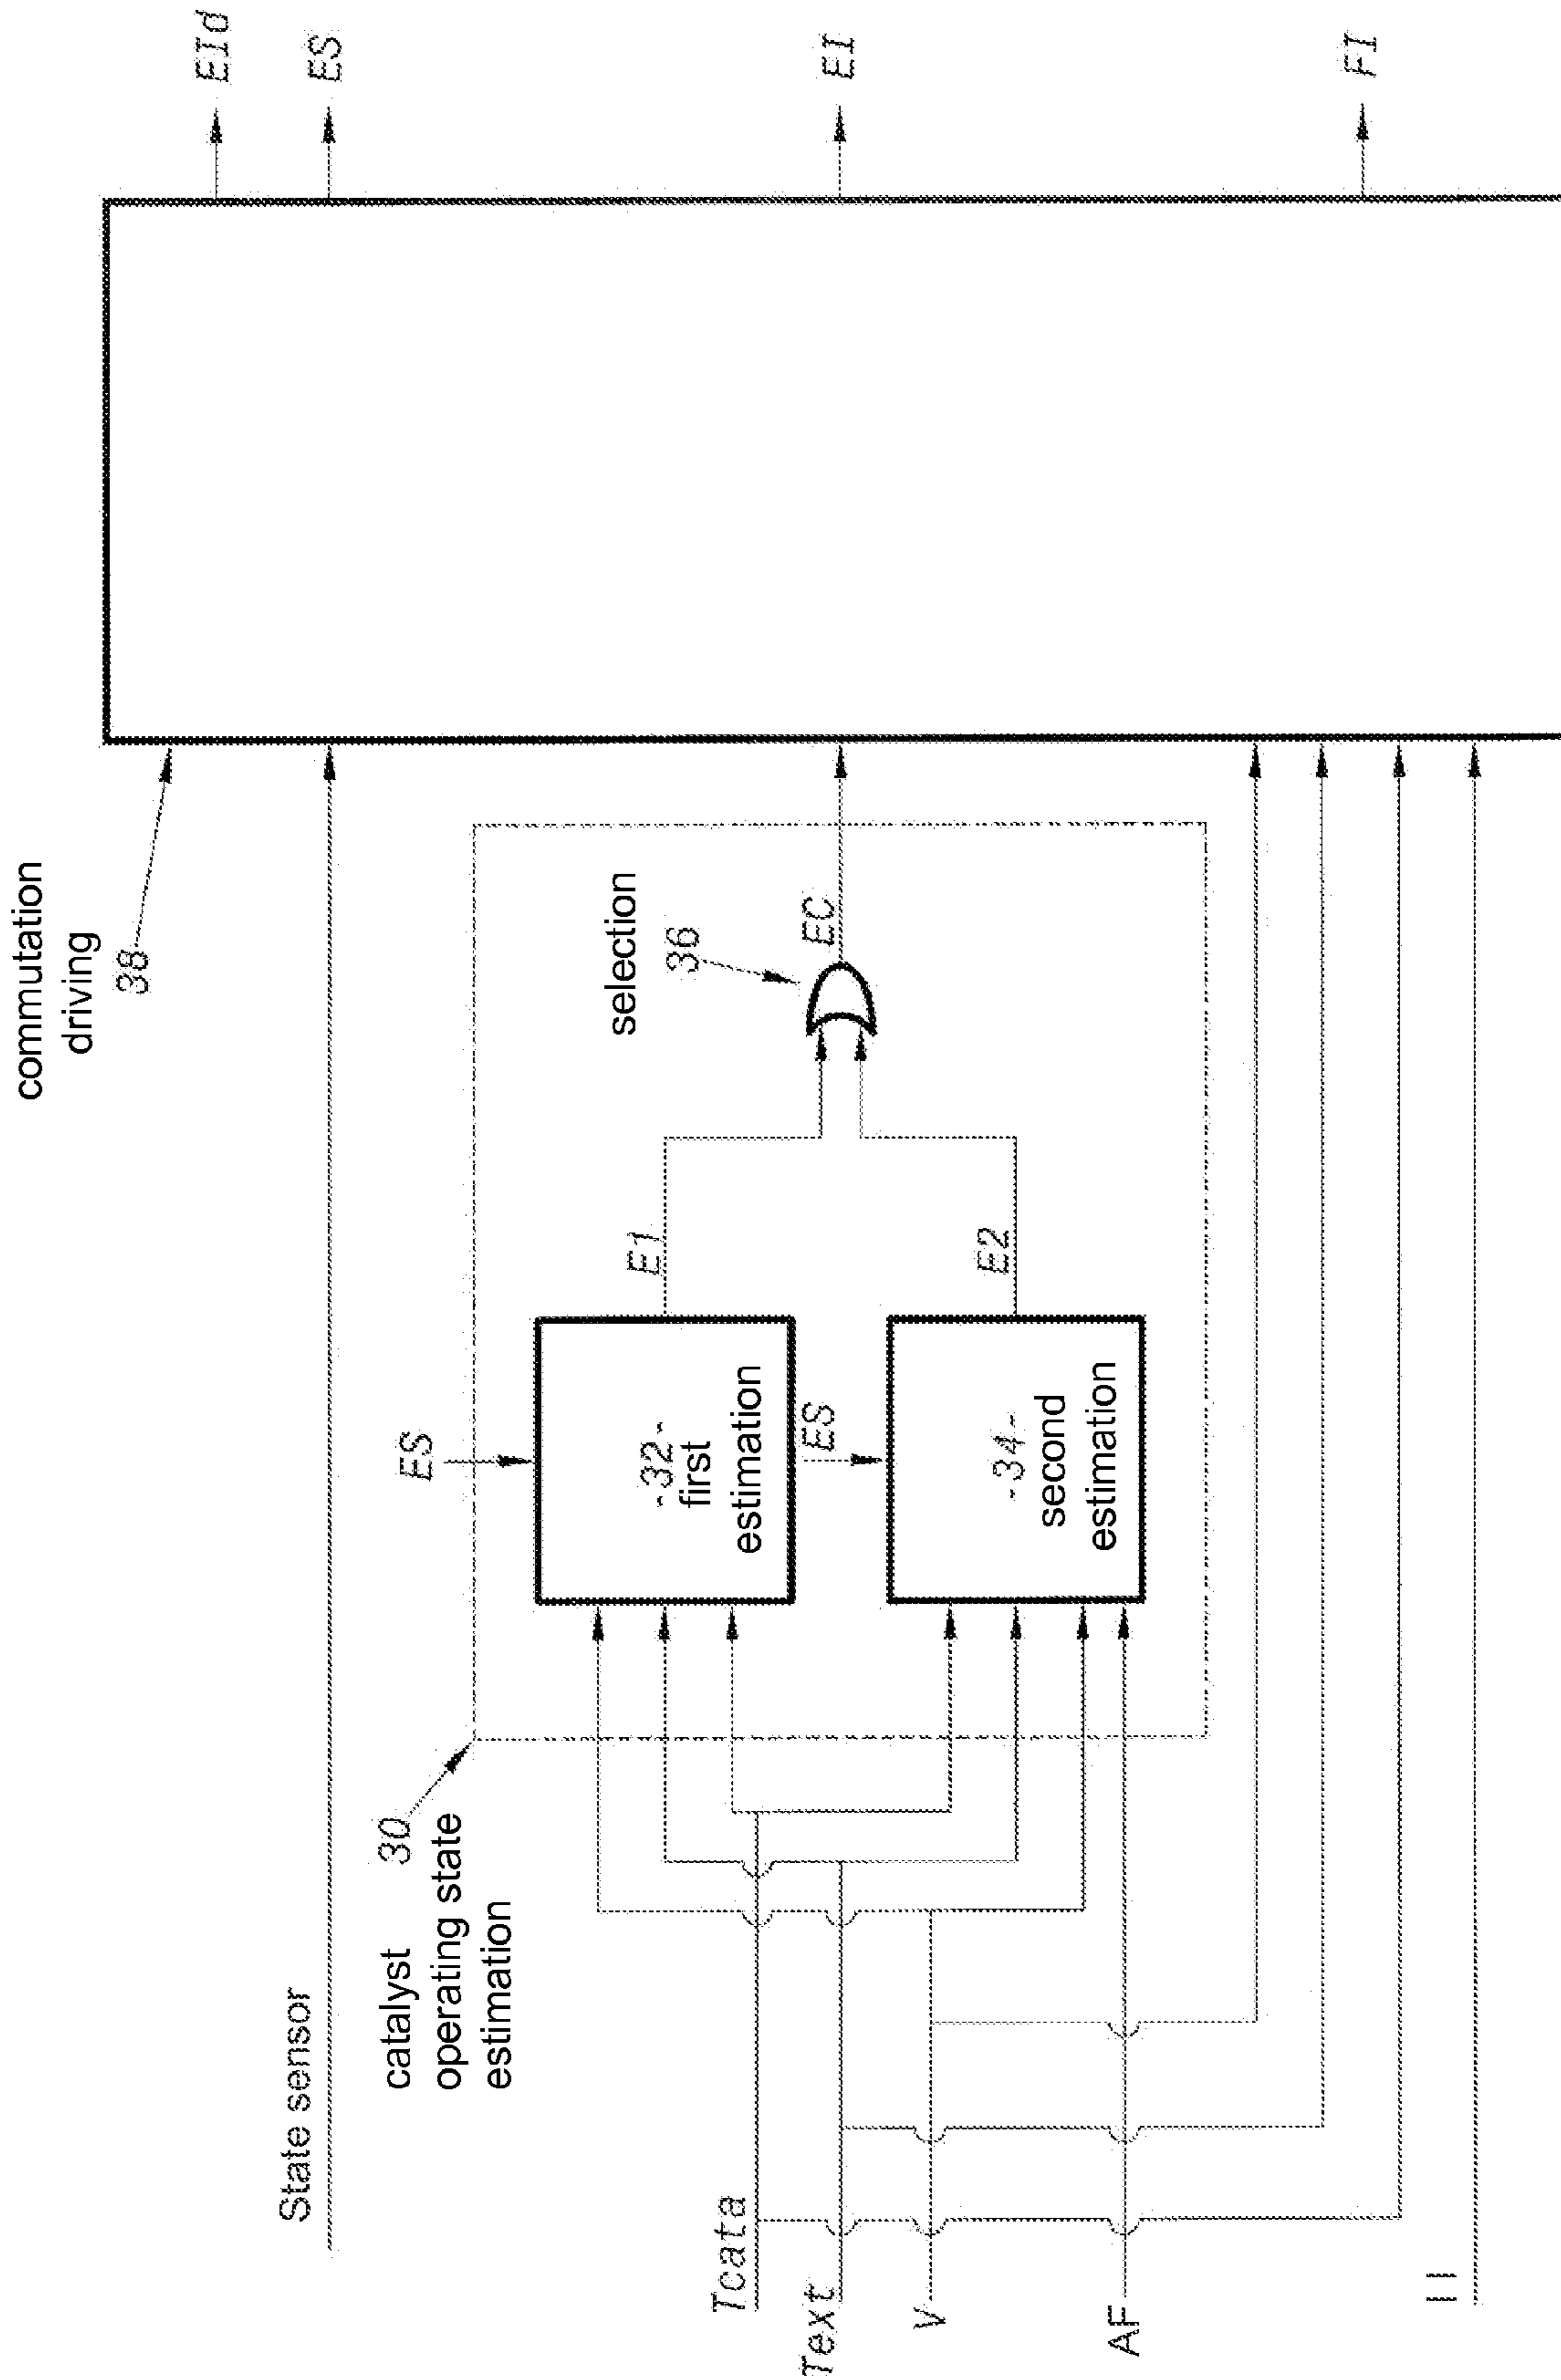 commutation
driving
38
EId
State sensor
ES
30
catalyst
operating state
estimation
ES
selection
36
-32-
first
estimation
E1
Tcata
ES
Text
EC
EI
V
E2
-34-
second
estimation
AF
FI
II